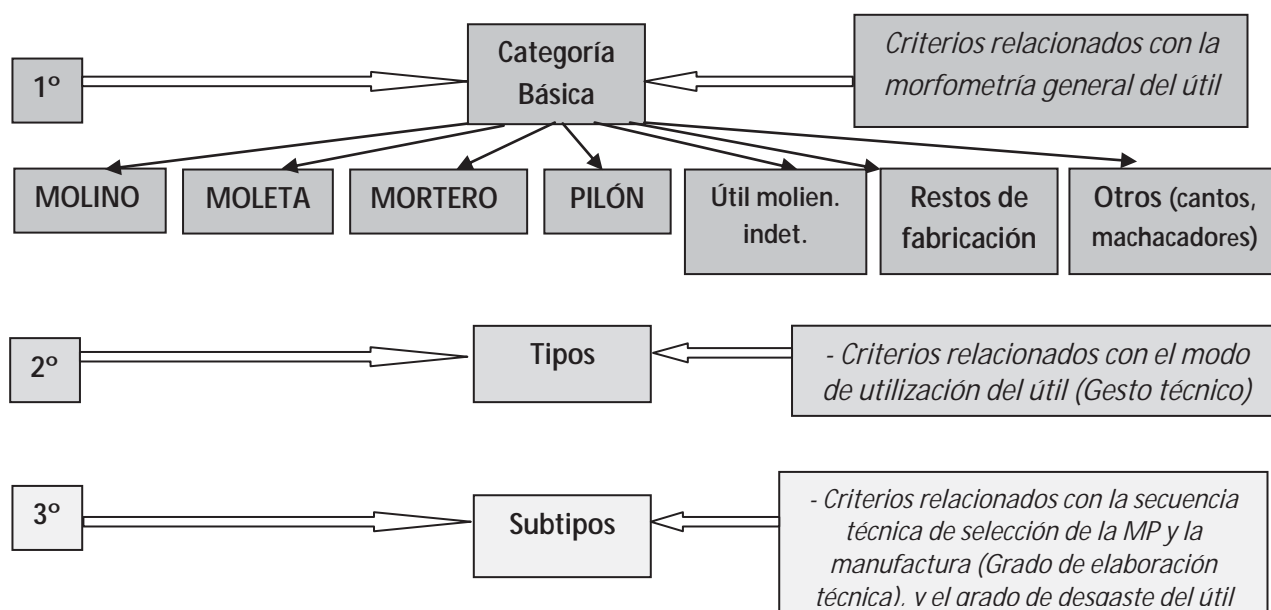 1º
Categoría
Básica
Criterios relacionados con la
morfometría general del útil
MOLINO
MOLETA
MORTERO
PILÓN
Útil molien.
indet.
Restos de
fabricación
Otros (cantos,
machacadores)
2º
Tipos
- Criterios relacionados con el modo
de utilización del útil (Gesto técnico)
3º
Subtipos
- Criterios relacionados con la secuencia
técnica de selección de la MP y la
manufactura (Grado de elaboración
técnica), y el grado de desgaste del útil